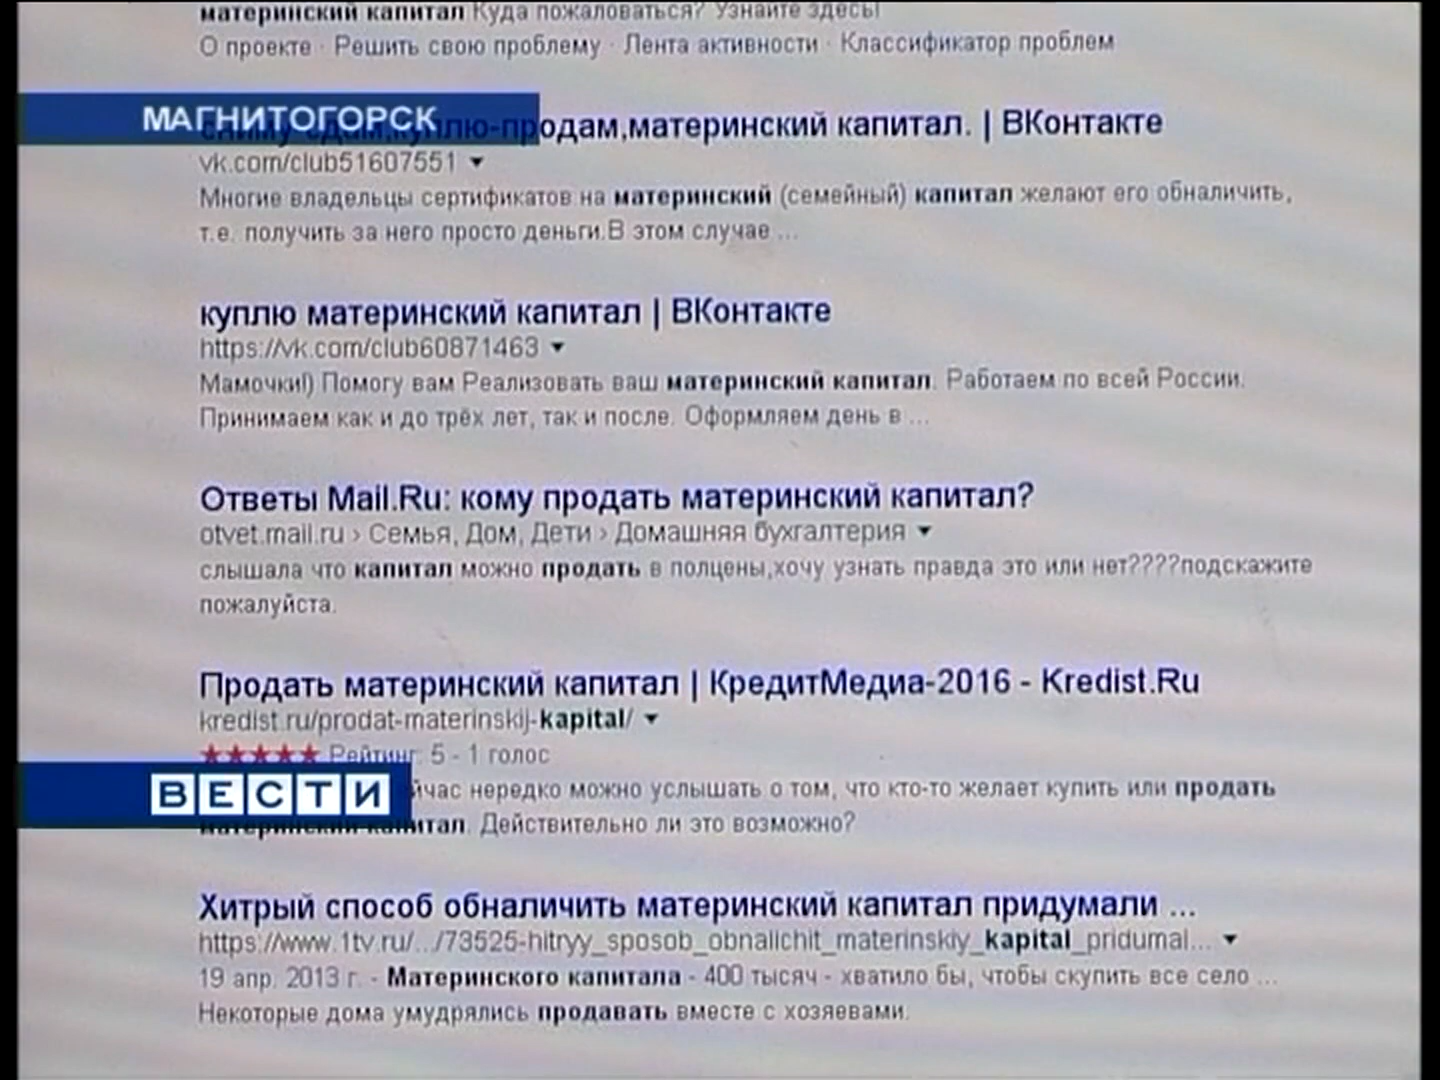 материнский капитал Куда пожаловаться? Узнайте здесь!
О проекте · Решить свою проблему · Лента активности · Классификатор проблем
МАГНИТОГОРСК
сниму-сдам,куплю-продам,материнский капитал. | ВКонтакте
vk.com/club51607551
Многие владельцы сертификатов на материнский (семейный) капитал желают его обналичить,
т.е. получить за него просто деньги.В этом случае ...
куплю материнский капитал | ВКонтакте
https://vk.com/club60871463
Мамочки!) Помогу вам Реализовать ваш материнский капитал. Работаем по всей России.
Принимаем как и до трёх лет, так и после. Оформляем день в ...
Ответы Mail.Ru: кому продать материнский капитал?
otvet.mail.ru › Семья, Дом, Дети › Домашняя бухгалтерия
слышала что капитал можно продать в полцены,хочу узнать правда это или нет????подскажите
пожалуйста.
Продать материнский капитал | КредитМедиа-2016 - Kredist.Ru
kredist.ru/prodat-materinskij-kapital/
★★★★★ Рейтинг: 5 - 1 голос
йчас нередко можно услышать о том, что кто-то желает купить или продать
ВЕСТИ
материнский капитал. Действительно ли это возможно?
Хитрый способ обналичить материнский капитал придумали ...
https://www.1tv.ru/.../73525-hitryy_sposob_obnalichit_materinskiy_kapital_pridumal...
19 апр. 2013 г. - Материнского капитала - 400 тысяч - хватило бы, чтобы скупить все село ...
Некоторые дома умудрялись продавать вместе с хозяевами.